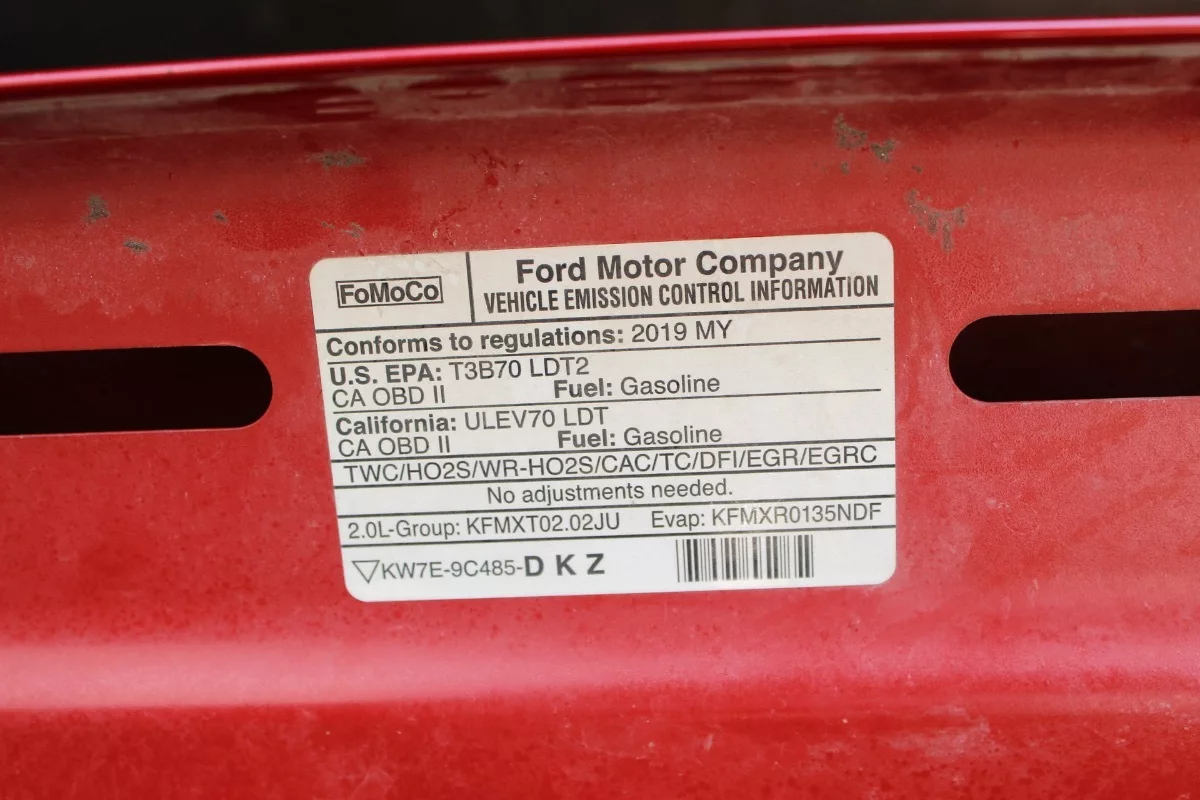 FoMoCo
Ford Motor Company
VEHICLE EMISSION CONTROL INFORMATION
Conforms to regulations: 2019 MY
U.S. EPA: T3B70 LDT2
CA OBD II Fuel: Gasoline
California: ULEV70 LDT
CA OBD II Fuel: Gasoline
TWC/HO2S/WR-HO2S/CAC/TC/DFI/EGR/EGRC
No adjustments needed.
2.0L-Group: KFMXT02.02JU Evap: KFMXR0135NDF
KW7E-9C485-D K Z